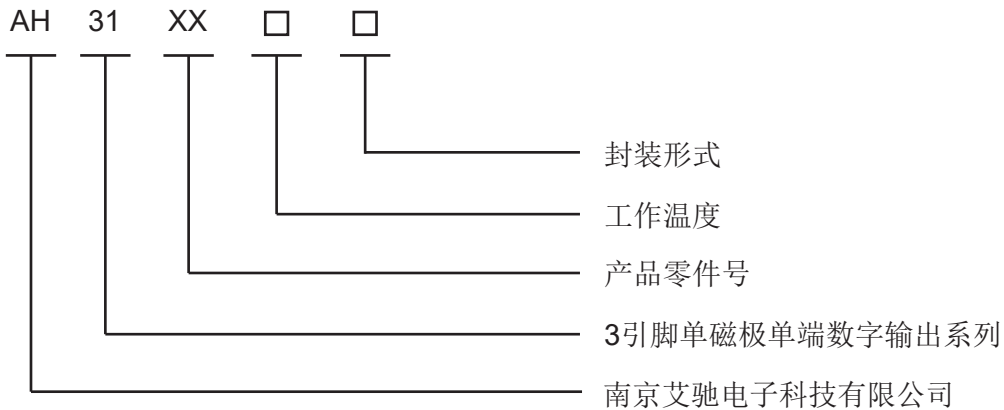 AH 31 XX □ □
封装形式
工作温度
产品零件号
3引脚单磁极单端数字输出系列
南京艾驰电子科技有限公司